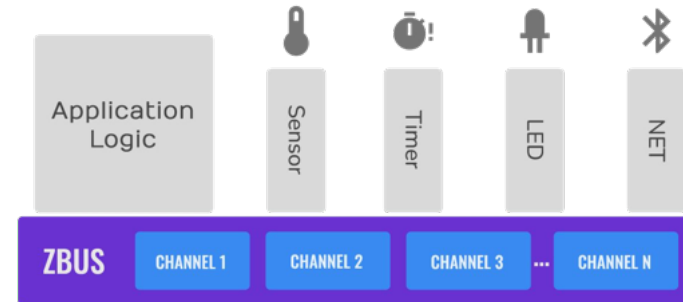 Application
Logic
Sensor
Timer
LED
NET
ZBUS
CHANNEL 1
CHANNEL 2
CHANNEL 3
...
CHANNEL N